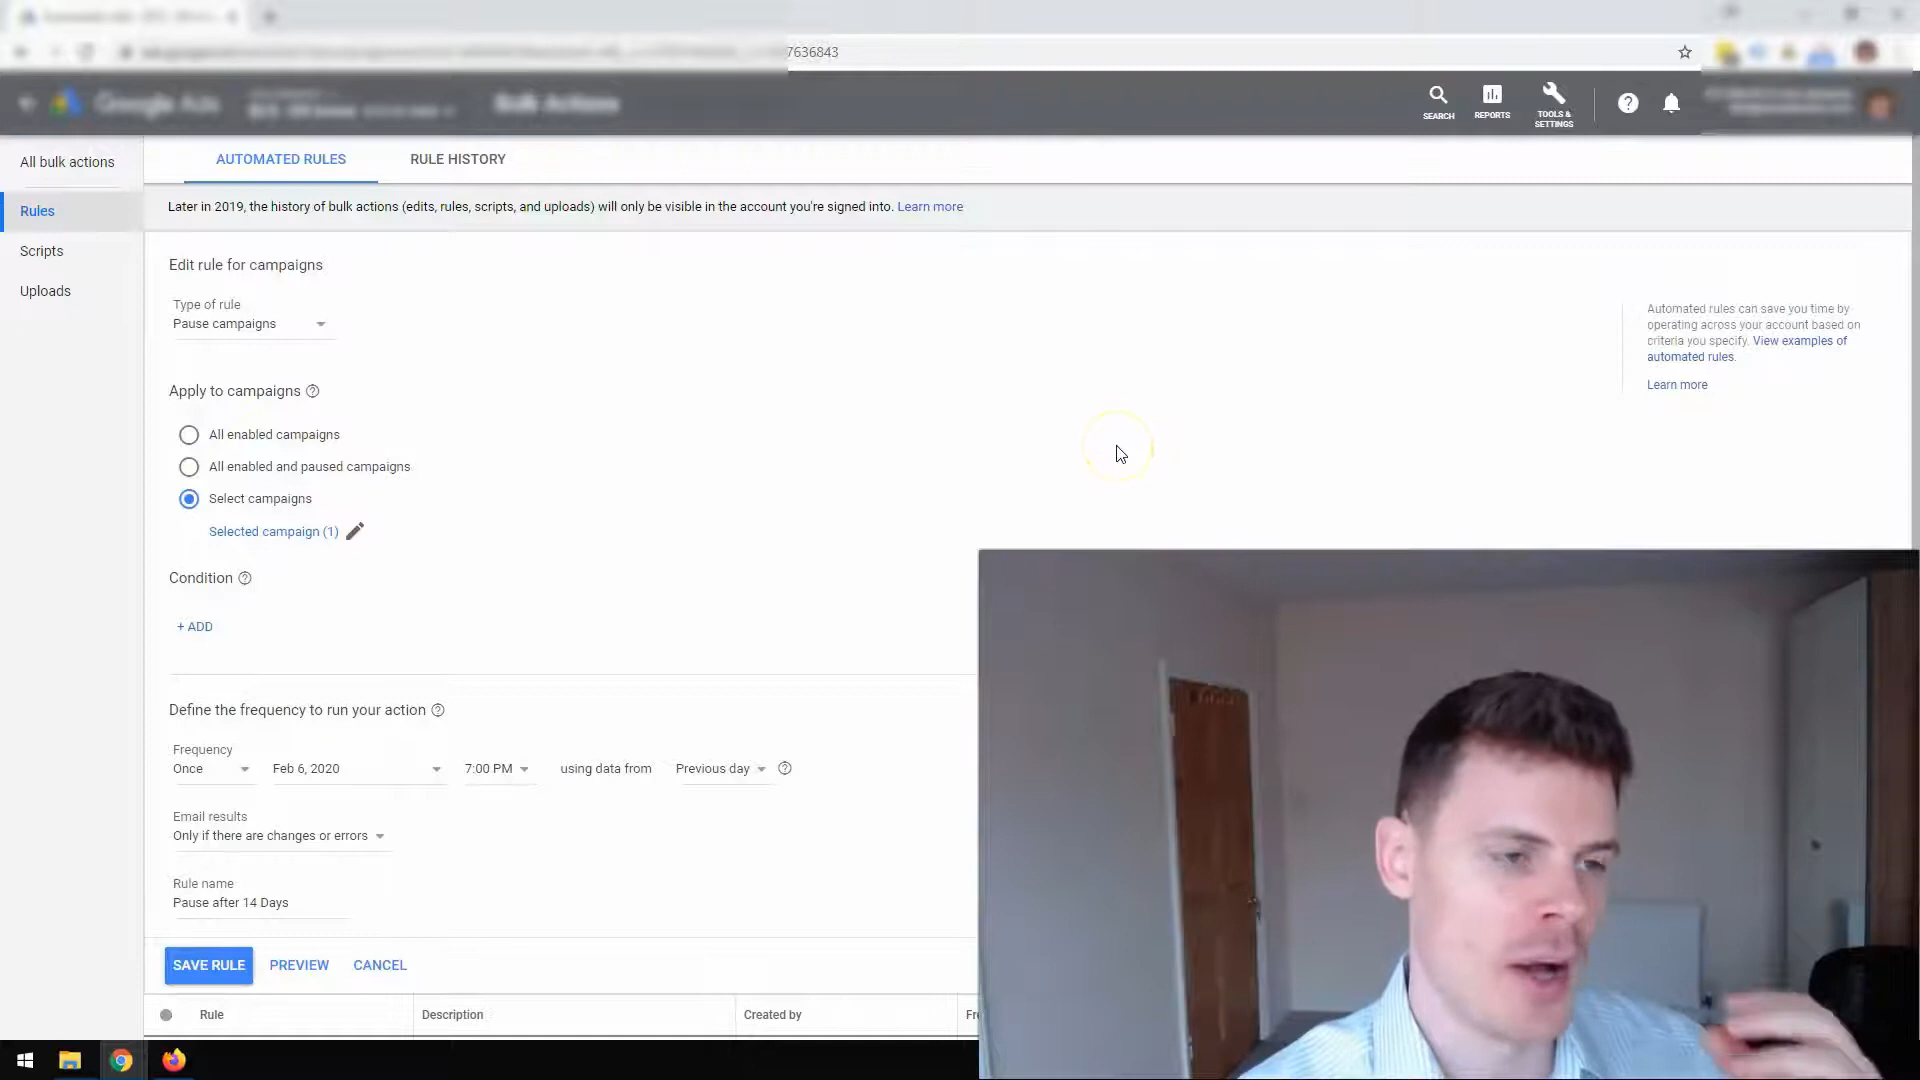 7636843
Google Ads
Bulk Actions
SEARCH
REPORTS
TOOLS &
SETTINGS
All bulk actions
Rules
Scripts
Uploads
AUTOMATED RULES
RULE HISTORY
Later in 2019, the history of bulk actions (edits, rules, scripts, and uploads) will only be visible in the account you're signed into. Learn more
Edit rule for campaigns
Type of rule
Pause campaigns
Automated rules can save you time by
operating across your account based on
criteria you specify. View examples of
automated rules.
Learn more
Apply to campaigns
All enabled campaigns
All enabled and paused campaigns
Select campaigns
Selected campaign (1)
Condition
+ ADD
Define the frequency to run your action
Frequency
Once Feb 6, 2020 7:00 PM using data from Previous day
Email results
Only if there are changes or errors
Rule name
Pause after 14 Days
SAVE RULE PREVIEW CANCEL
Rule Description Created by